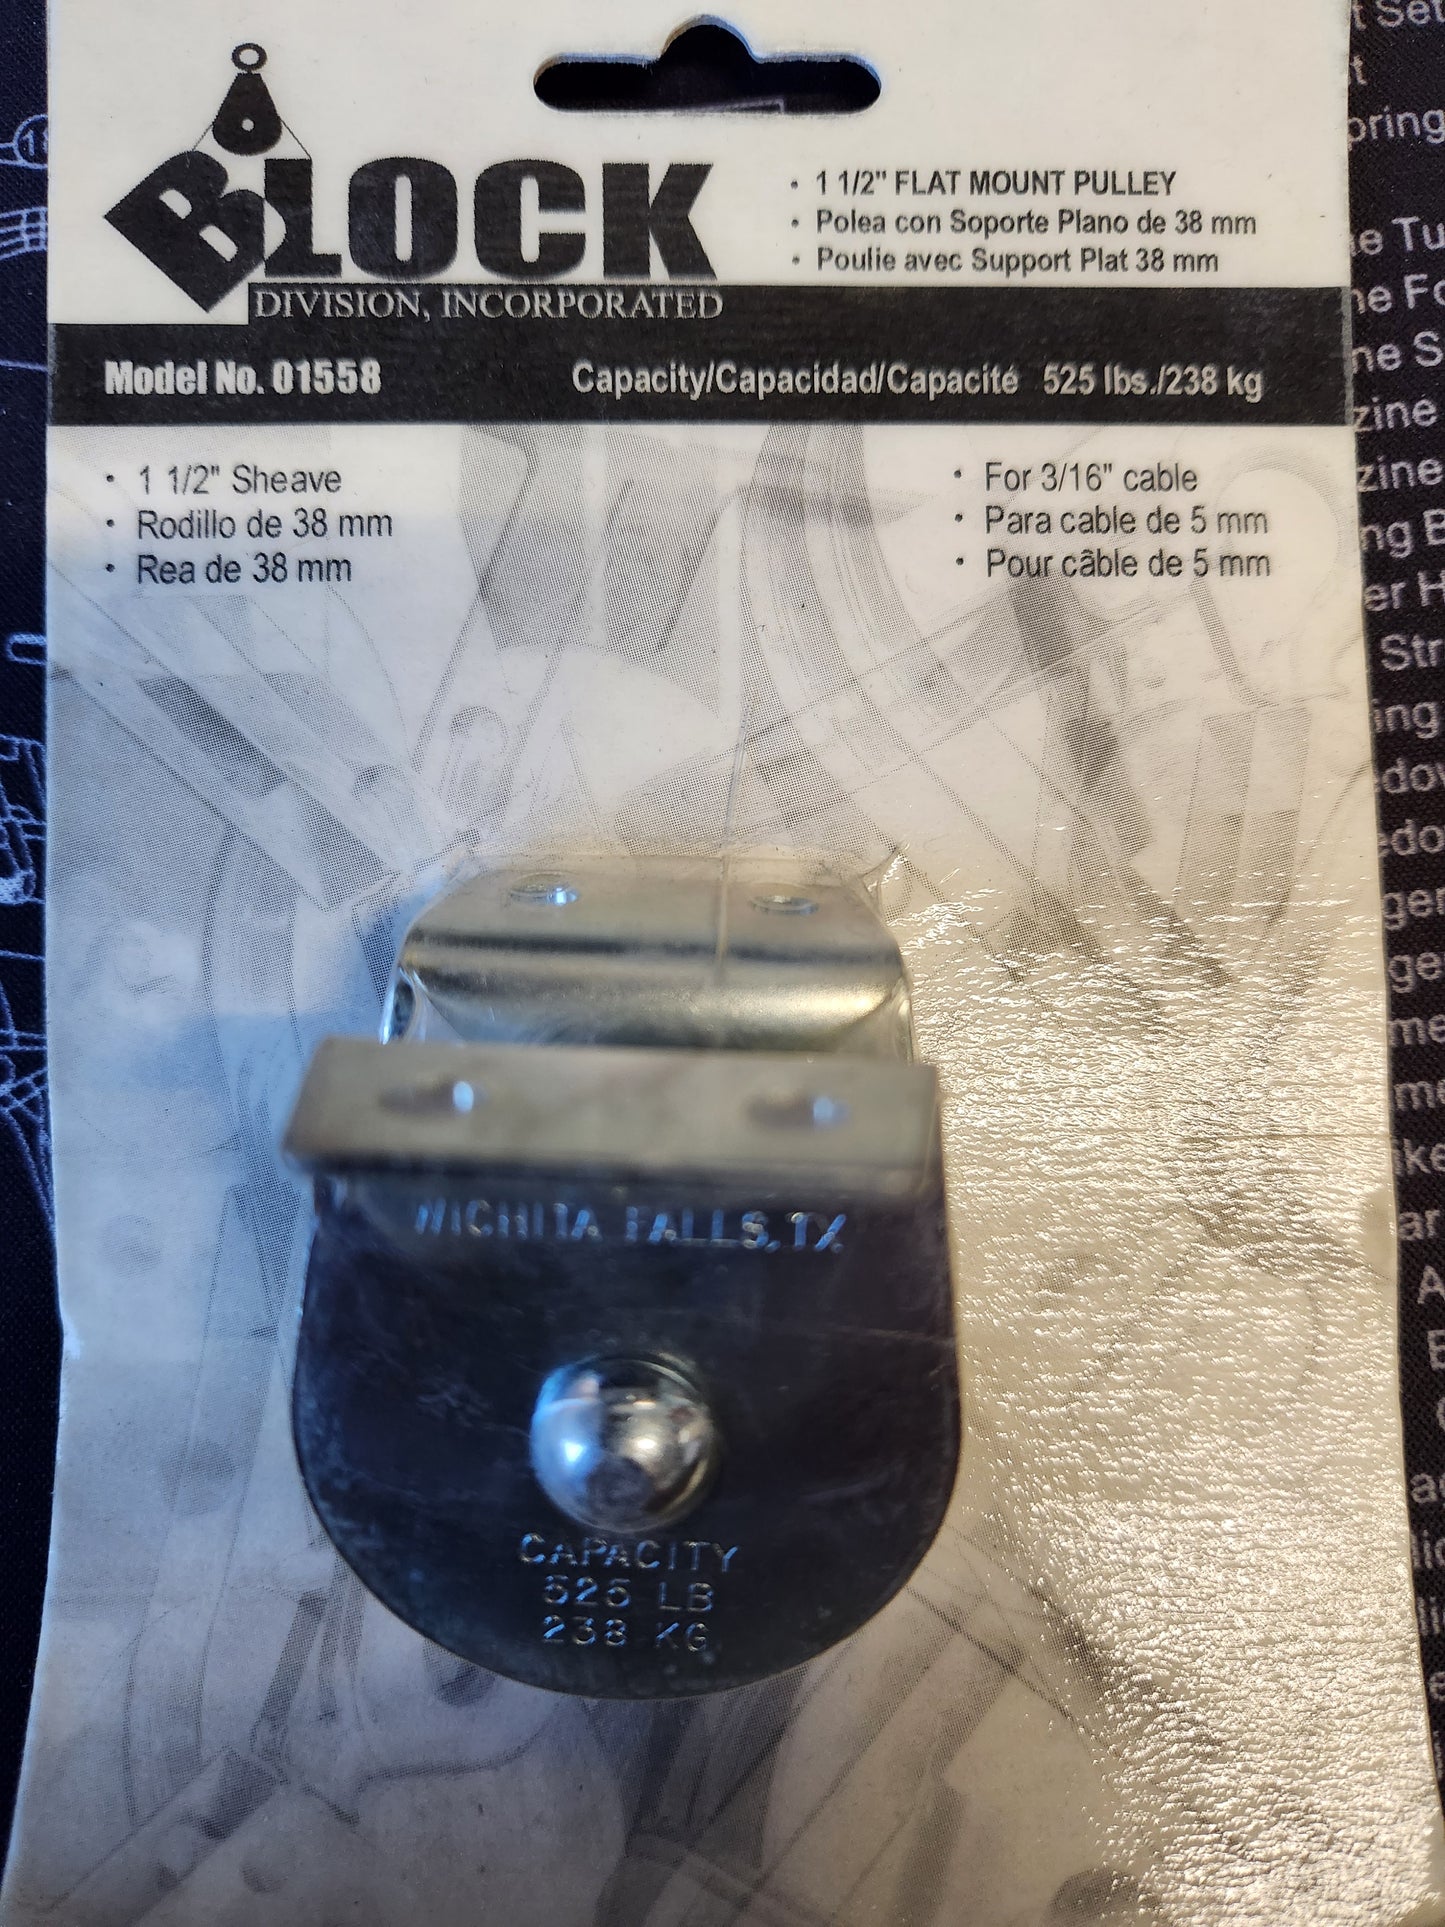 BLOCK
DIVISION, INCORPORATED
• 1 1/2" FLAT MOUNT PULLEY
• Polea con Soporte Plano de 38 mm
• Poulie avec Support Plat 38 mm
Model No. 01558
Capacity/Capacidad/Capacité 525 lbs./238 kg
• 1 1/2" Sheave
• Rodillo de 38 mm
• Rea de 38 mm
• For 3/16" cable
• Para cable de 5 mm
• Pour câble de 5 mm
WICHITA FALLS, TX
CAPACITY
525 LB
238 KG